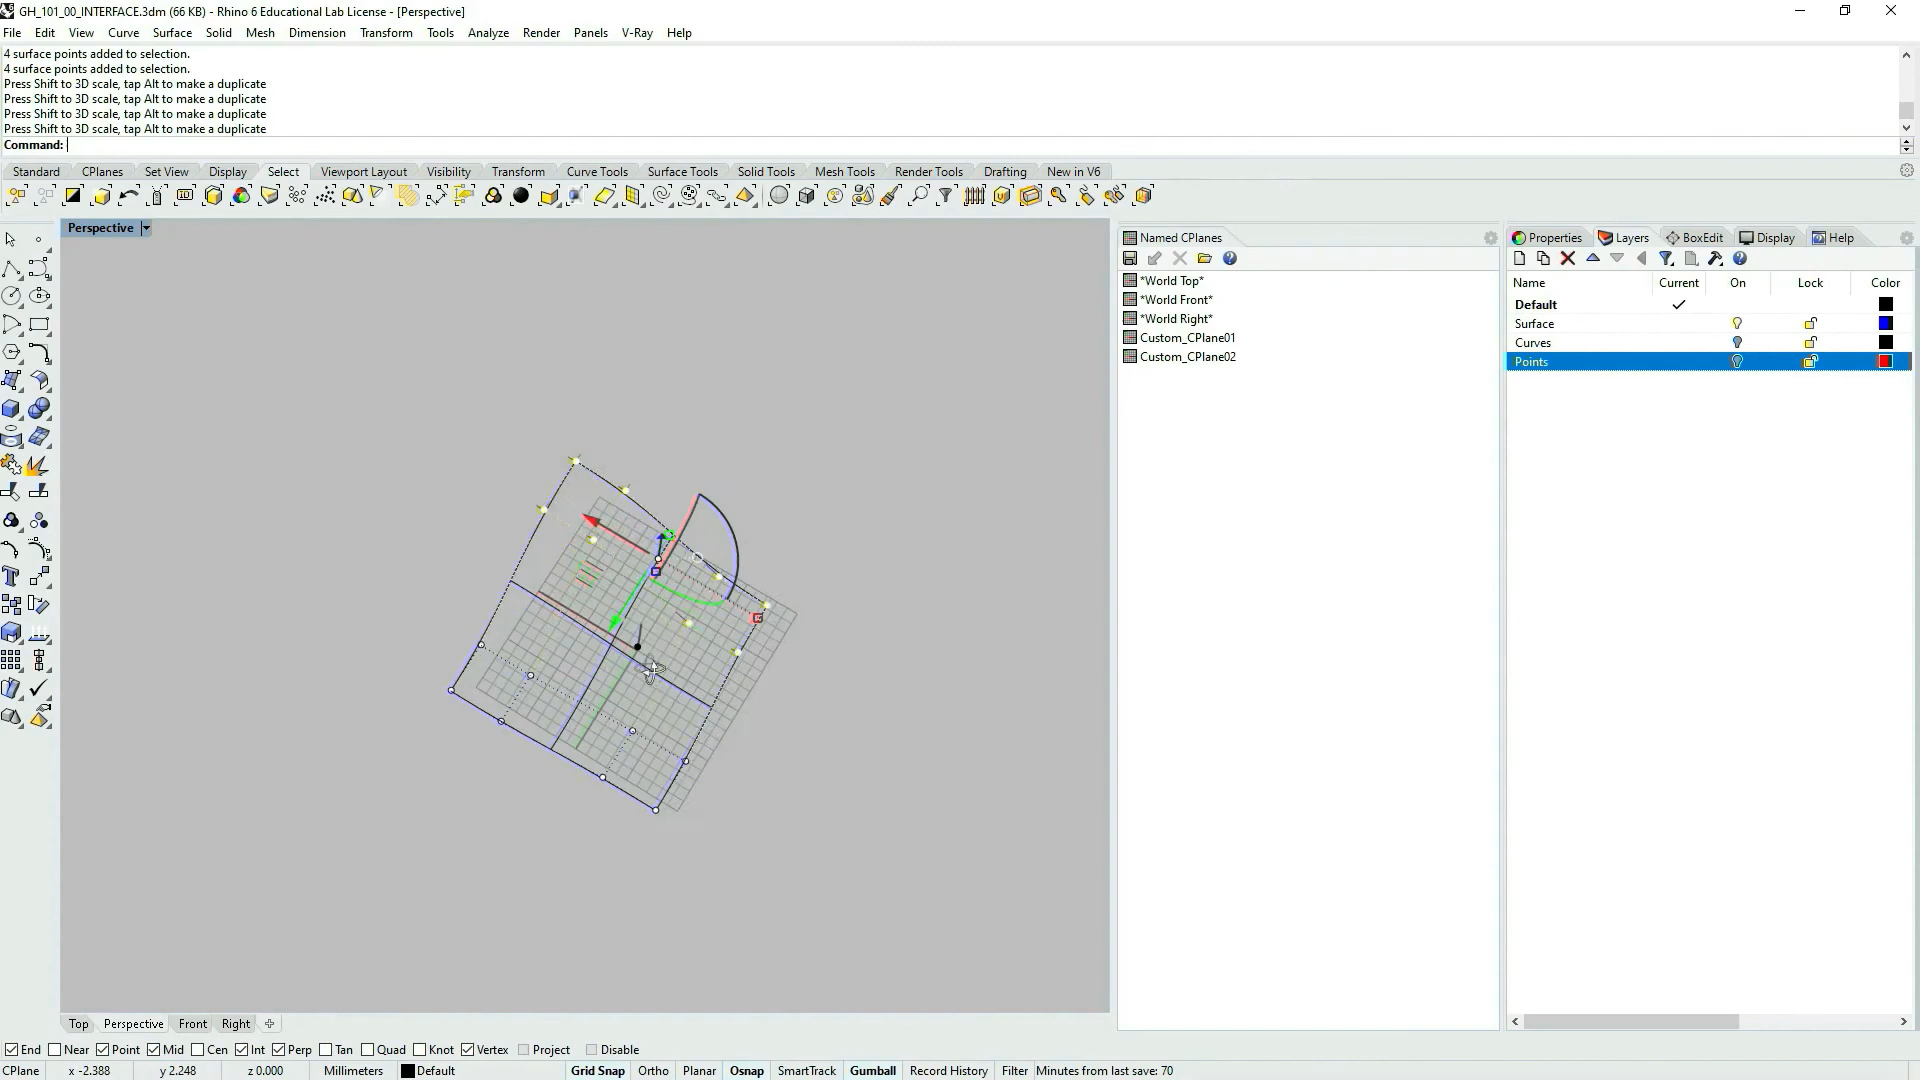 GH_101_00_INTERFACE.3dm (66 KB) - Rhino 6 Educational Lab License - [Perspective]
File Edit View Curve Surface Solid Mesh Dimension Transform Tools Analyze Render Panels V-Ray Help
4 surface points added to selection.
4 surface points added to selection.
Press Shift to 3D scale, tap Alt to make a duplicate
Press Shift to 3D scale, tap Alt to make a duplicate
Press Shift to 3D scale, tap Alt to make a duplicate
Press Shift to 3D scale, tap Alt to make a duplicate
Command:
Standard CPlanes Set View Display Select Viewport Layout Visibility Transform Curve Tools Surface Tools Solid Tools Mesh Tools Render Tools Drafting New in V6
Perspective
Named CPlanes
*World Top*
*World Front*
*World Right*
Custom_CPlane01
Custom_CPlane02
Properties Layers BoxEdit Display Help
Name Current On Lock Color
Default
Surface
Curves
Points
Top Perspective Front Right
End Near Point Mid Cen Int Perp Tan Quad Knot Vertex Project Disable
CPlane x -2.388 y 2.248 z 0.000 Millimeters Default Grid Snap Ortho Planar Osnap SmartTrack Gumball Record History Filter Minutes from last save: 70